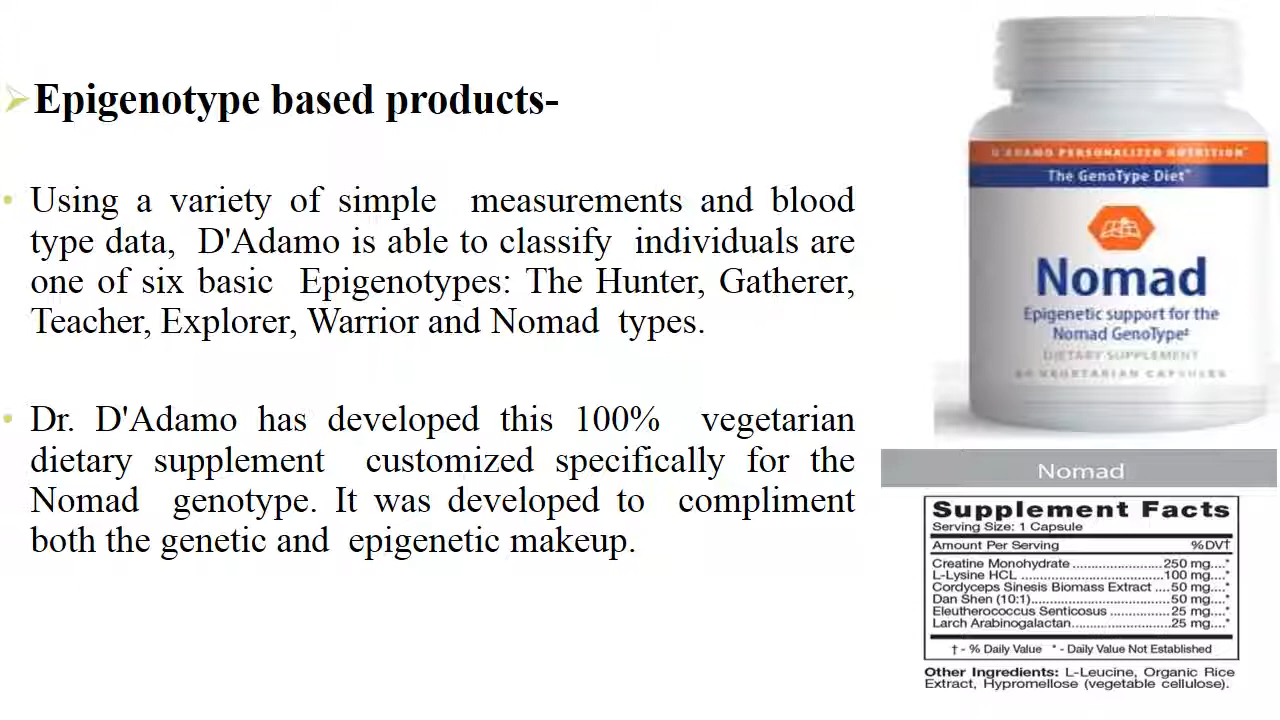 Epigenotype based products-
Using a variety of simple measurements and blood
type data, D'Adamo is able to classify individuals are
one of six basic Epigenotypes: The Hunter, Gatherer,
Teacher, Explorer, Warrior and Nomad types.
Dr. D'Adamo has developed this 100% vegetarian
dietary supplement customized specifically for the
Nomad genotype. It was developed to compliment
both the genetic and epigenetic makeup.
D'ADAMO PERSONALIZED NUTRITION™
The GenoType Diet™
Nomad
Epigenetic support for the
Nomad GenoType‡
DIETARY SUPPLEMENT
VEGETARIAN CAPSULES
Nomad
Supplement Facts
Serving Size: 1 Capsule
Amount Per Serving %DV†
Creatine Monohydrate ......................250 mg....*
L-Lysine HCL ...................................100 mg....*
Cordyceps Sinesis Biomass Extract ....50 mg....*
Dan Shen (10:1)..................................50 mg....*
Eleutherococcus Senticosus ...............25 mg....*
Larch Arabinogalactan.........................25 mg....*
† - % Daily Value * - Daily Value Not Established
Other Ingredients: L-Leucine, Organic Rice
Extract, Hypromellose (vegetable cellulose).